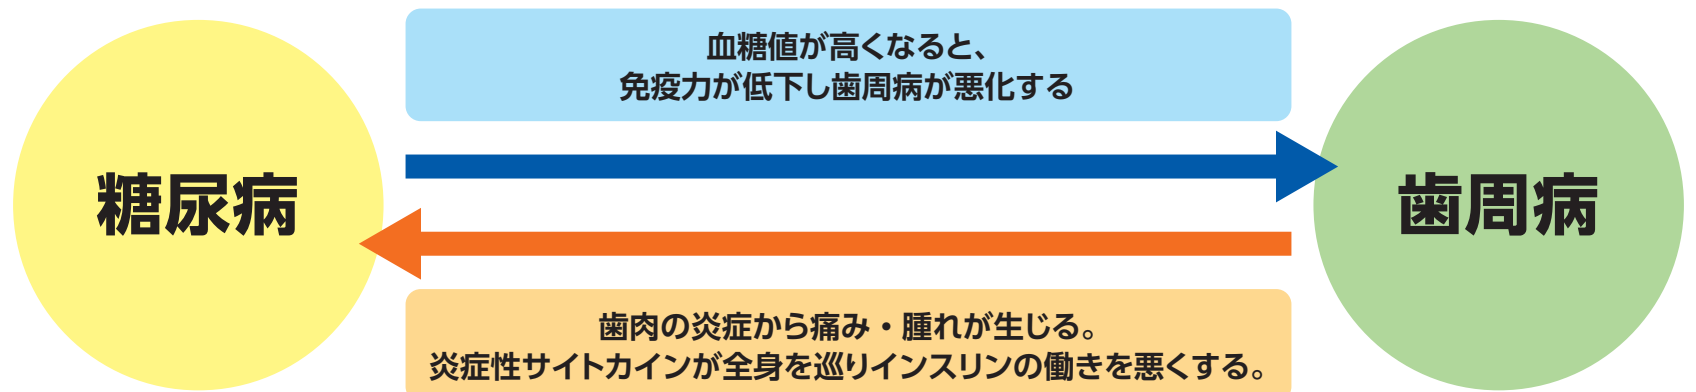 血糖値が高くなると、
免疫力が低下し歯周病が悪化する
糖尿病
歯周病
歯肉の炎症から痛み・腫れが生じる。
炎症性サイトカインが全身を巡りインスリンの働きを悪くする。